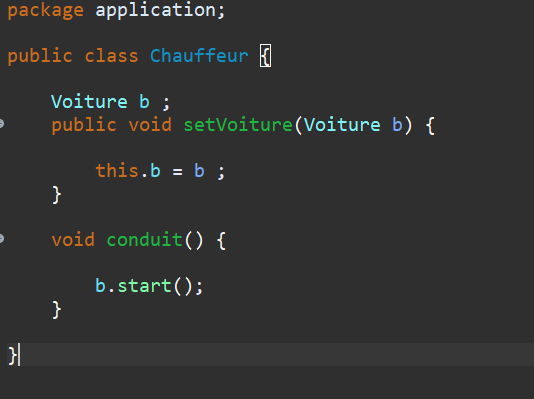 package application;
public class Chauffeur {
Voiture b ;
public void setVoiture(Voiture b) {
this.b = b ;
}
void conduit() {
b.start();
}
}